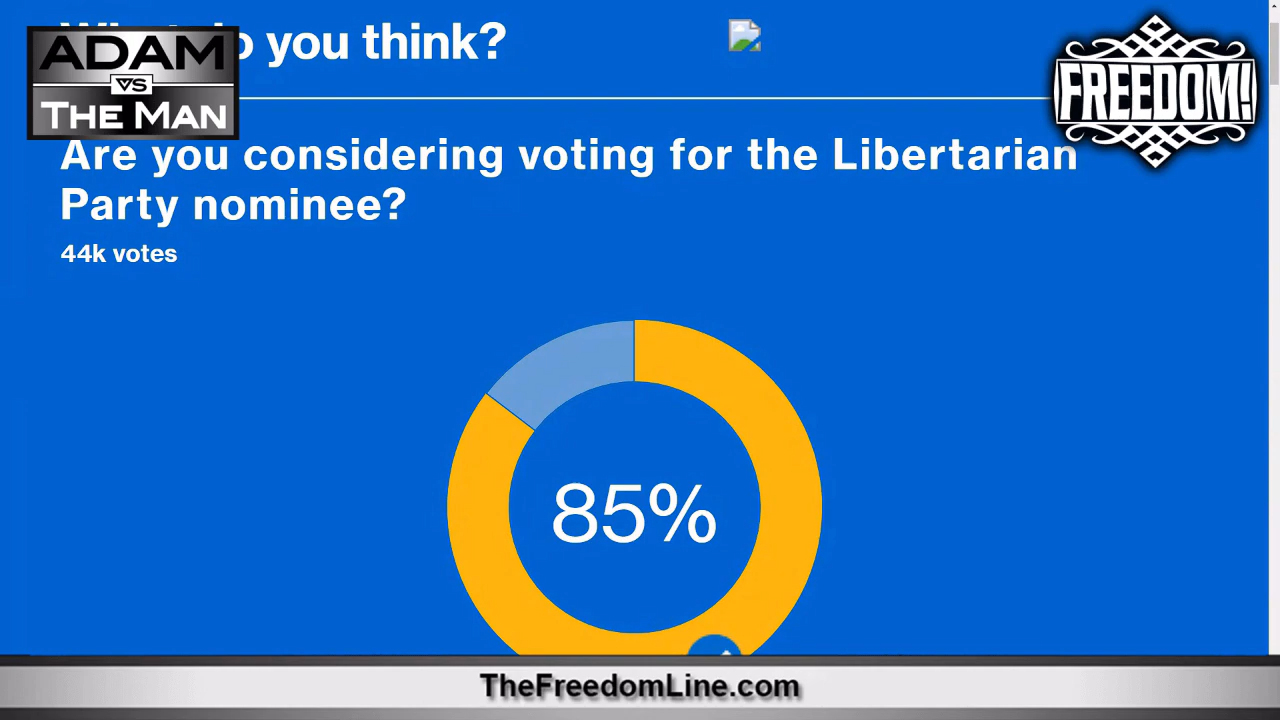 do you think?
ADAM
VS
THE MAN
FREEDOM!
Are you considering voting for the Libertarian
Party nominee?
44k votes
85%
TheFreedomLine.com